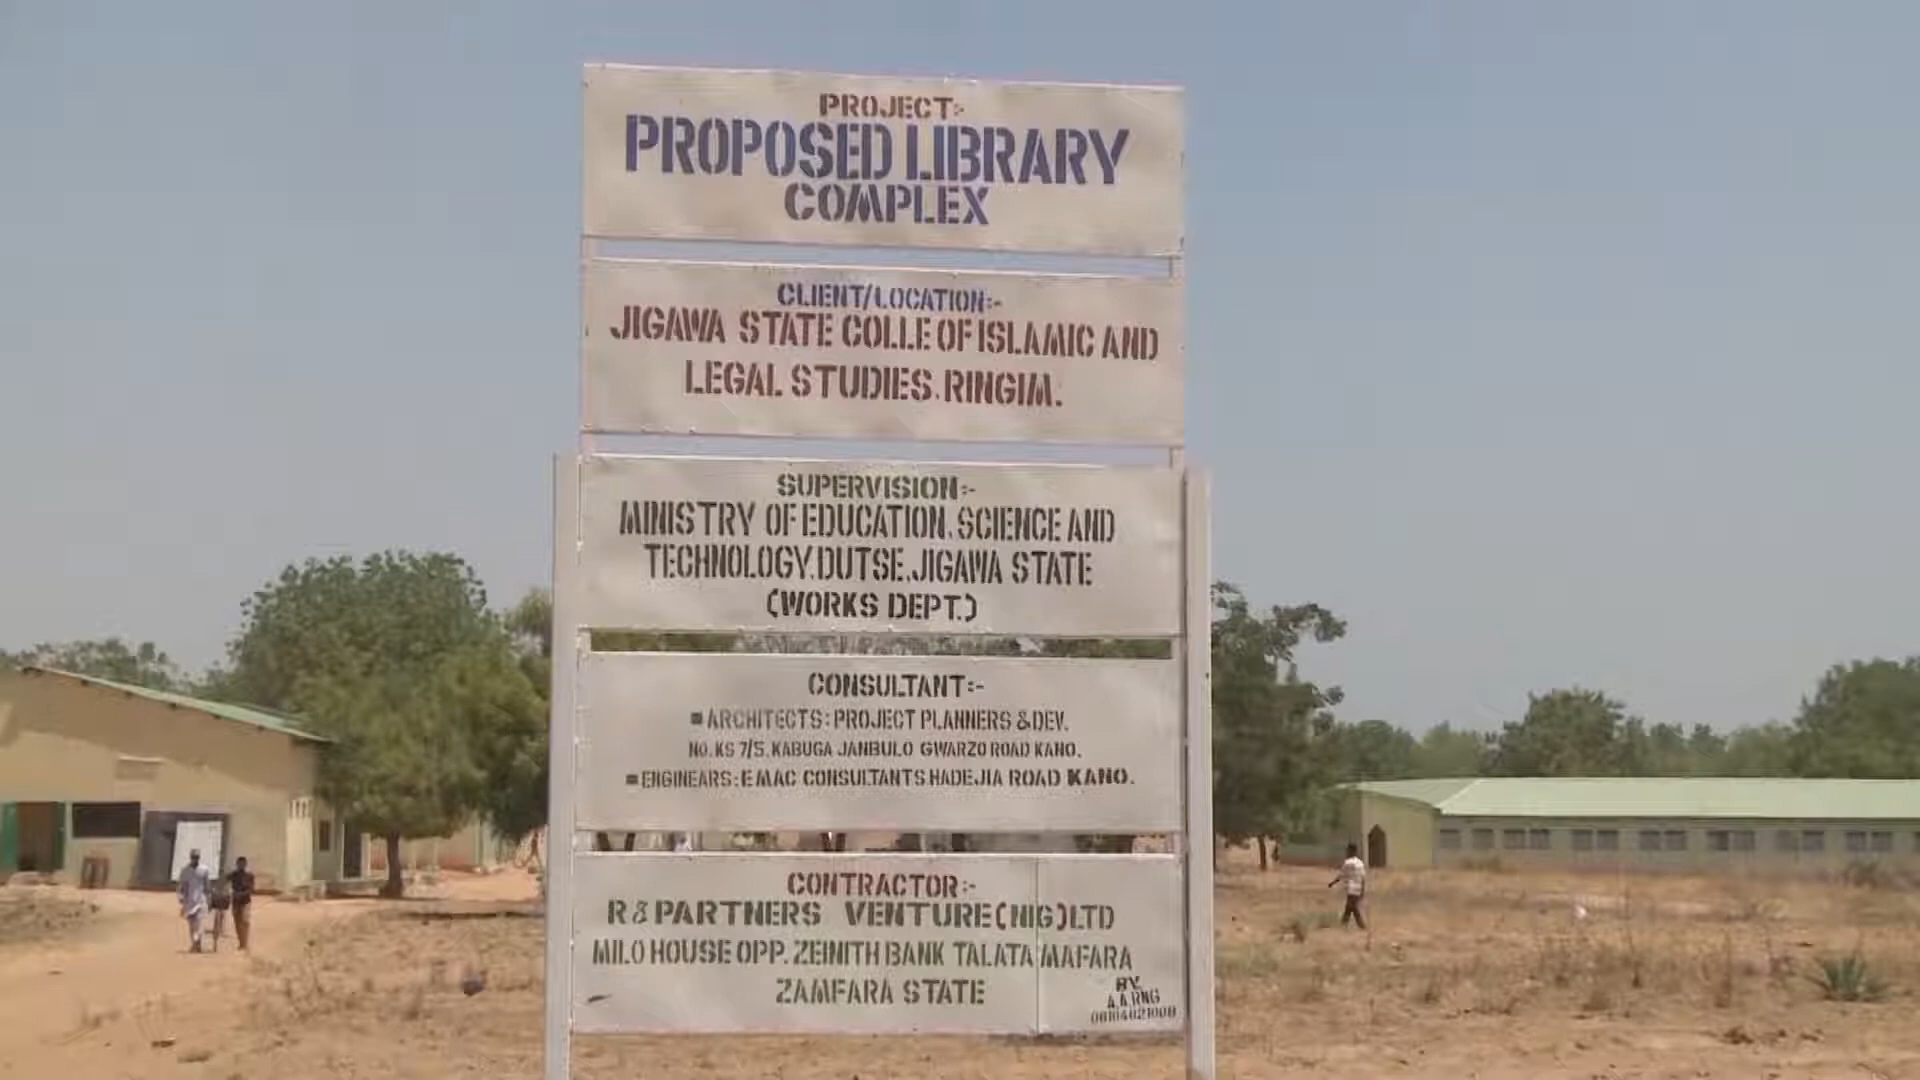 PROJECT:-
PROPOSED LIBRARY
COMPLEX
CLIENT/LOCATION:-
JIGAWA STATE COLLE OF ISLAMIC AND
LEGAL STUDIES. RINGIM.
SUPERVISION:-
MINISTRY OF EDUCATION, SCIENCE AND
TECHNOLOGY, DUTSE, JIGAWA STATE
(WORKS DEPT.)
CONSULTANT:-
ARCHITECTS: PROJECT PLANNERS & DEV.
NO. KS 7/5. KABUGA JANBULO GWARZO ROAD KANO.
ENGINEARS: EMAC CONSULTANTS HADEJIA ROAD KANO.
CONTRACTOR:-
R & PARTNERS VENTURE (NIG) LTD
MILO HOUSE OPP. ZEINITH BANK TALATA MAFARA
ZAMFARA STATE
BY.
A.A RNG